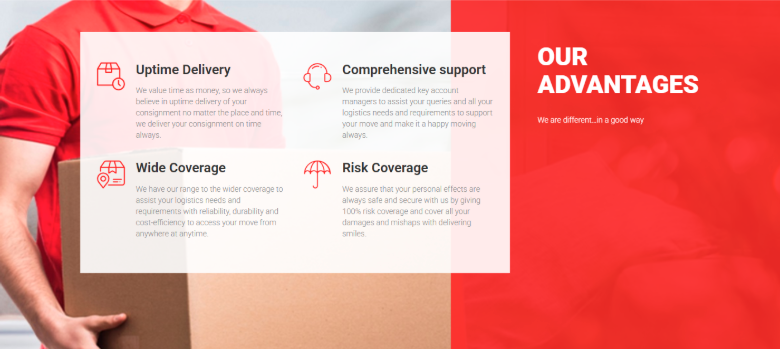 Uptime Delivery
We value time as money, so we always
believe in uptime delivery of your
consignment no matter the place and time,
we deliver your consignment on time
always.
Comprehensive support
We provide dedicated key account
managers to assist your queries and all your
logistics needs and requirements to support
your move and make it a happy moving
always.
Wide Coverage
We have our range to the wider coverage to
assist your logistics needs and
requirements with reliability, durability and
cost-efficiency to access your move from
anywhere at anytime.
Risk Coverage
We assure that your personal effects are
always safe and secure with us by giving
100% risk coverage and cover all your
damages and mishaps with delivering
smiles.
OUR
ADVANTAGES
We are different...in a good way